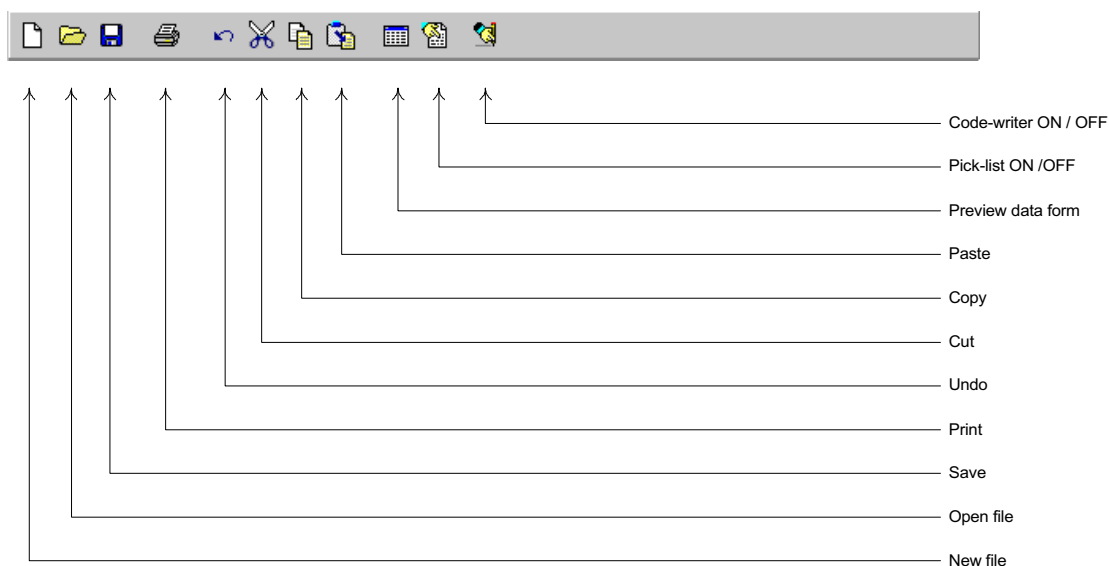 Code-writer ON / OFF
Pick-list ON /OFF
Preview data form
Paste
Copy
Cut
Undo
Print
Save
Open file
New file